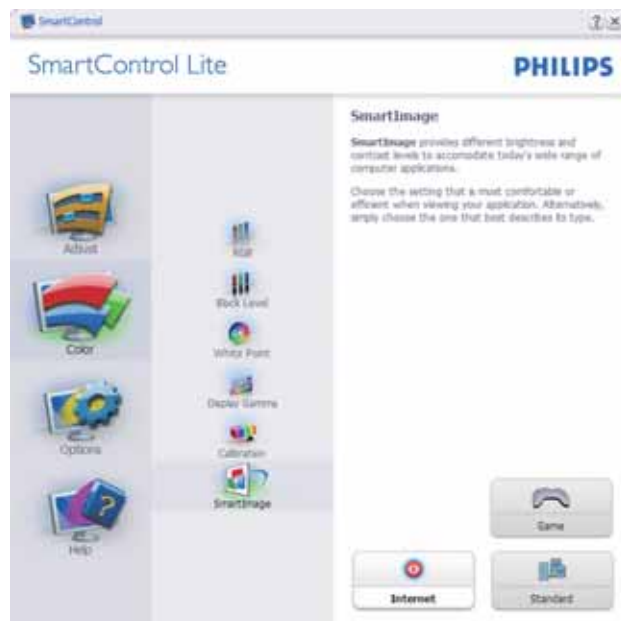 SmartControl
? ×
SmartControl Lite
PHILIPS
SmartImage
SmartImage provides different brightness and
contrast levels to accomodate today's wide range of
computer applications.
Choose the setting that is most comfortable or
efficient when viewing your application. Alternatively,
simply choose the one that best describes its type.
Adjust
Color
Options
Help
RGB
Black Level
White Point
Display Gamma
Calibration
SmartImage
Game
Internet
Standard